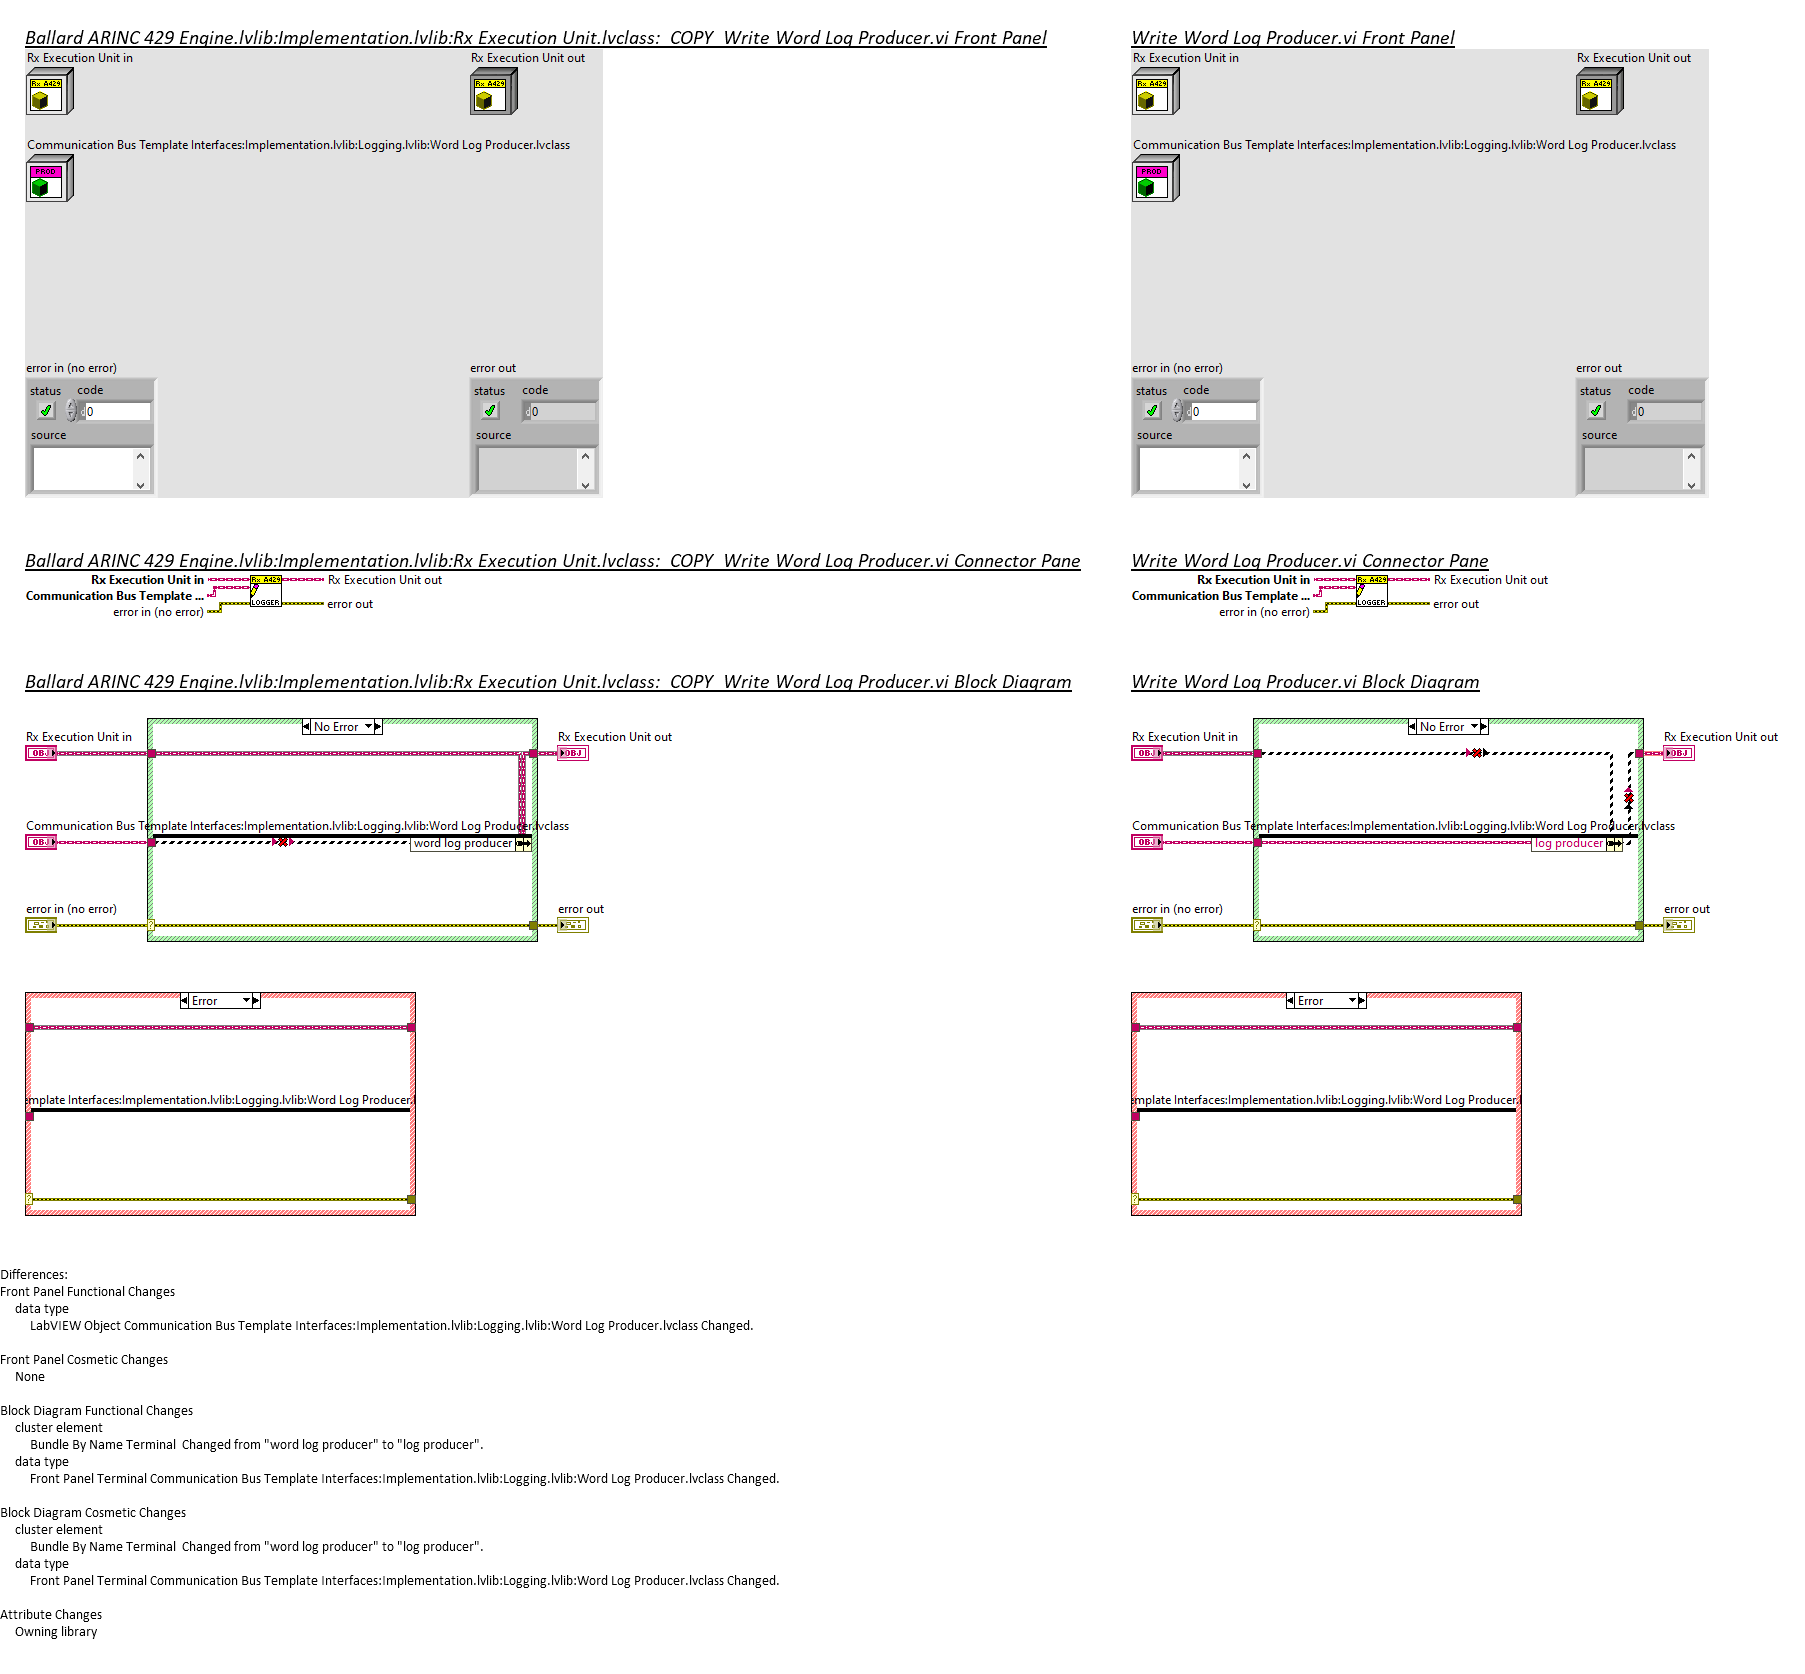 Ballard ARINC 429 Engine.lvlib:Implementation.lvlib:Rx Execution Unit.lvclass:  COPY  Write Word Log Producer.vi Front Panel
Rx Execution Unit in
Rx Execution Unit out
Rx A429
Rx A429
Communication Bus Template Interfaces:Implementation.lvlib:Logging.lvlib:Word Log Producer.lvclass
PROD
error in (no error)
error out
status code
status code
d 0
d 0
source
source
Write Word Log Producer.vi Front Panel
Rx Execution Unit in
Rx Execution Unit out
Rx A429
Rx A429
Communication Bus Template Interfaces:Implementation.lvlib:Logging.lvlib:Word Log Producer.lvclass
PROD
error in (no error)
error out
status code
status code
d 0
d 0
source
source
Ballard ARINC 429 Engine.lvlib:Implementation.lvlib:Rx Execution Unit.lvclass:  COPY  Write Word Log Producer.vi Connector Pane
Rx Execution Unit in
Rx A429
Rx Execution Unit out
Communication Bus Template ...
LOGGER
error in (no error)
error out
Write Word Log Producer.vi Connector Pane
Rx Execution Unit in
Rx A429
Rx Execution Unit out
Communication Bus Template ...
LOGGER
error in (no error)
error out
Ballard ARINC 429 Engine.lvlib:Implementation.lvlib:Rx Execution Unit.lvclass:  COPY  Write Word Log Producer.vi Block Diagram
No Error
Rx Execution Unit in
Rx Execution Unit out
OBJ
OBJ
Communication Bus Template Interfaces:Implementation.lvlib:Logging.lvlib:Word Log Producer.lvclass
OBJ
word log producer
error in (no error)
error out
?
Error
mplate Interfaces:Implementation.lvlib:Logging.lvlib:Word Log Producer.l
?
Write Word Log Producer.vi Block Diagram
No Error
Rx Execution Unit in
Rx Execution Unit out
OBJ
OBJ
Communication Bus Template Interfaces:Implementation.lvlib:Logging.lvlib:Word Log Producer.lvclass
OBJ
log producer
error in (no error)
error out
?
Error
mplate Interfaces:Implementation.lvlib:Logging.lvlib:Word Log Producer.l
?
Differences:
Front Panel Functional Changes
data type
LabVIEW Object Communication Bus Template Interfaces:Implementation.lvlib:Logging.lvlib:Word Log Producer.lvclass Changed.
Front Panel Cosmetic Changes
None
Block Diagram Functional Changes
cluster element
Bundle By Name Terminal  Changed from "word log producer" to "log producer".
data type
Front Panel Terminal Communication Bus Template Interfaces:Implementation.lvlib:Logging.lvlib:Word Log Producer.lvclass Changed.
Block Diagram Cosmetic Changes
cluster element
Bundle By Name Terminal  Changed from "word log producer" to "log producer".
data type
Front Panel Terminal Communication Bus Template Interfaces:Implementation.lvlib:Logging.lvlib:Word Log Producer.lvclass Changed.
Attribute Changes
Owning library